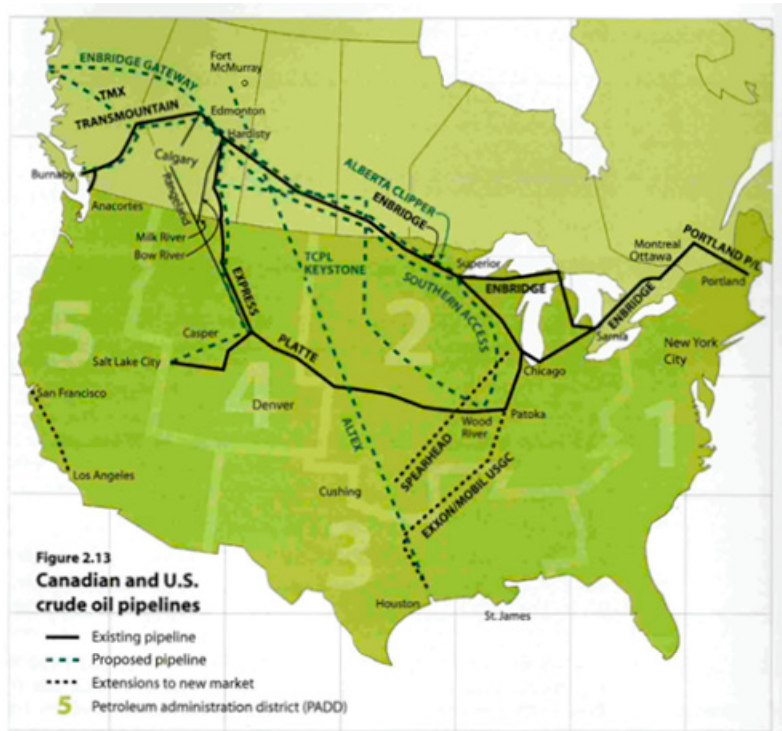 ENBRIDGE GATEWAY
Fort
McMurray
TMX
TRANSMOUNTAIN
Edmonton
Hardisty
Calgary
Burnaby
Rangeland
Anacortes
Milk River
Bow River
ALBERTA CLIPPER
ENBRIDGE
Superior
TCPL
KEYSTONE
SOUTHERN ACCESS
ENBRIDGE
Montreal
Ottawa
PORTLAND P/L
Portland
ENBRIDGE
Sarnia
EXPRESS
5
2
Casper
PLATTE
Salt Lake City
4
Chicago
New York
City
San Francisco
Denver
Wood
River
Patoka
1
ALTEX
SPEARHEAD
EXXON/MOBIL USGC
Los Angeles
Cushing
3
Houston
St. James
Figure 2.13
Canadian and U.S.
crude oil pipelines
Existing pipeline
Proposed pipeline
Extensions to new market
5 Petroleum administration district (PADD)